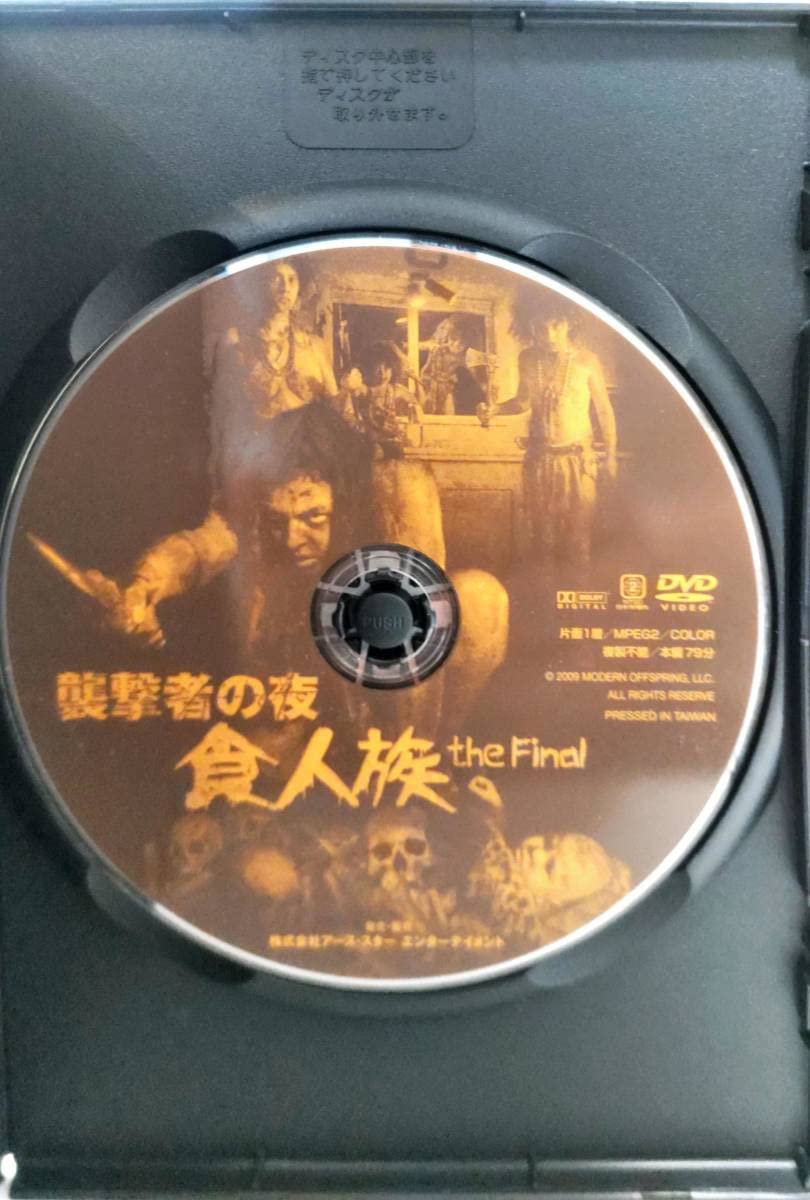 ディスク中心部を
指で押してください
ディスクが
取り外せます。
PUSH
DOLBY
DIGITAL
2
DVD
VIDEO
片面1層/MPEG2/COLOR
複製不能/本編79分
© 2009 MODERN OFFSPRING, LLC.
ALL RIGHTS RESERVE
PRESSED IN TAIWAN
襲撃者の夜
食人族 the Final
株式会社アース・スター エンターテイメント